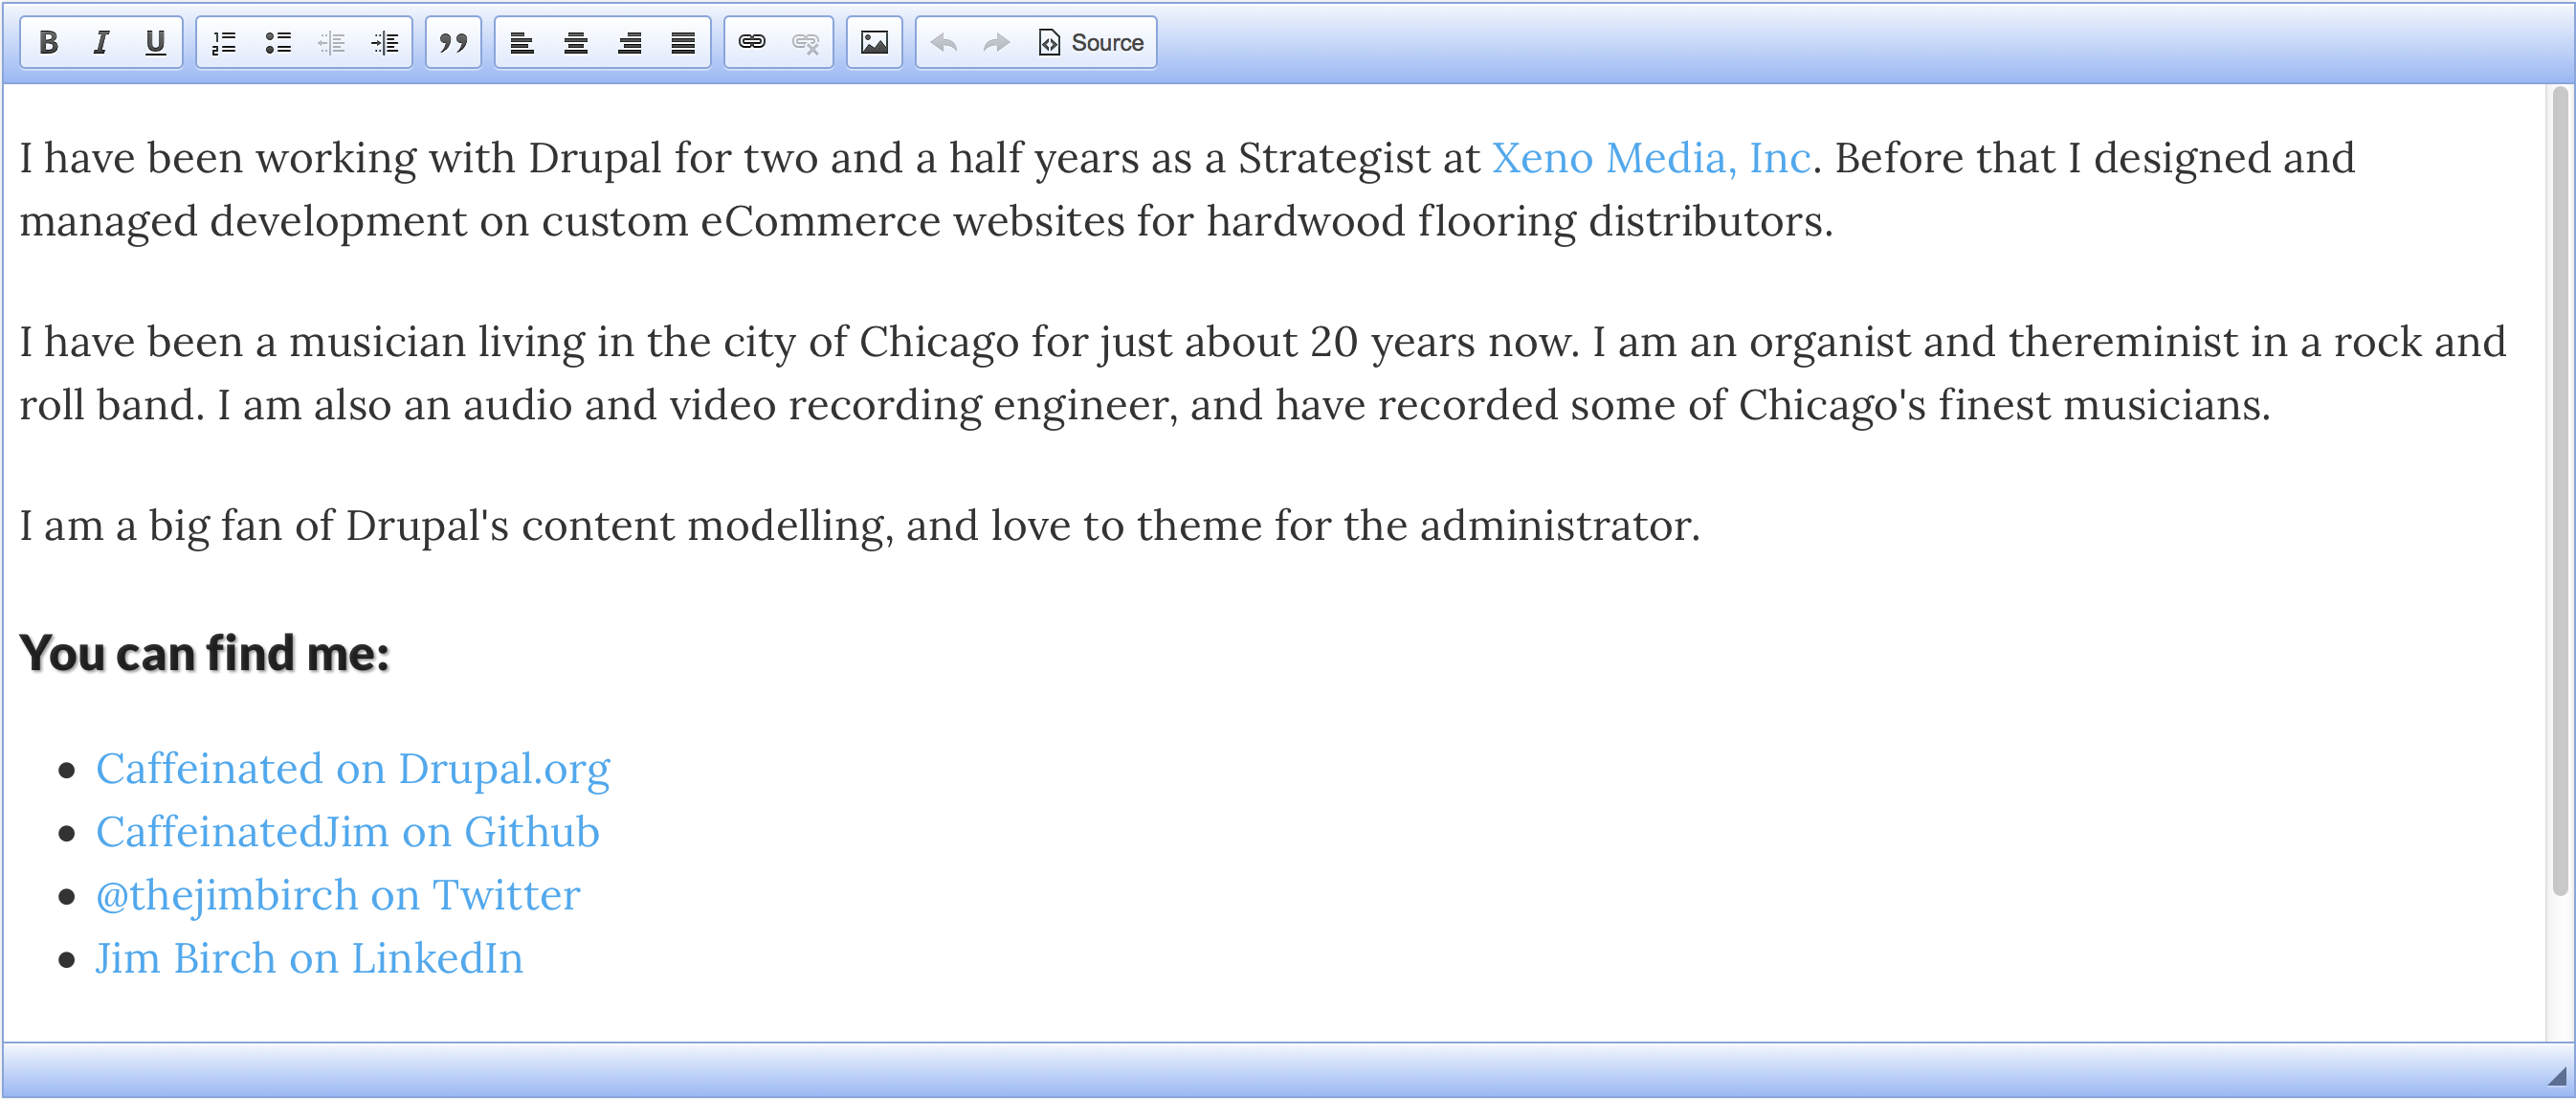 B I U Source
I have been working with Drupal for two and a half years as a Strategist at Xeno Media, Inc. Before that I designed and
managed development on custom eCommerce websites for hardwood flooring distributors.
I have been a musician living in the city of Chicago for just about 20 years now. I am an organist and thereminist in a rock and
roll band. I am also an audio and video recording engineer, and have recorded some of Chicago's finest musicians.
I am a big fan of Drupal's content modelling, and love to theme for the administrator.
You can find me:
• Caffeinated on Drupal.org
• CaffeinatedJim on Github
• @thejimbirch on Twitter
• Jim Birch on LinkedIn